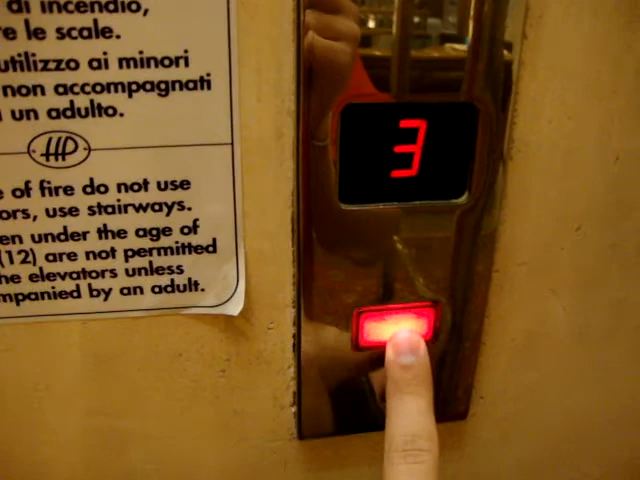 di incendio,
re le scale.
utilizzo ai minori
non accompagnati
un adulto.
HP
e of fire do not use
ors, use stairways.
en under the age of
(12) are not permitted
he elevators unless
mpanied by an adult.
3